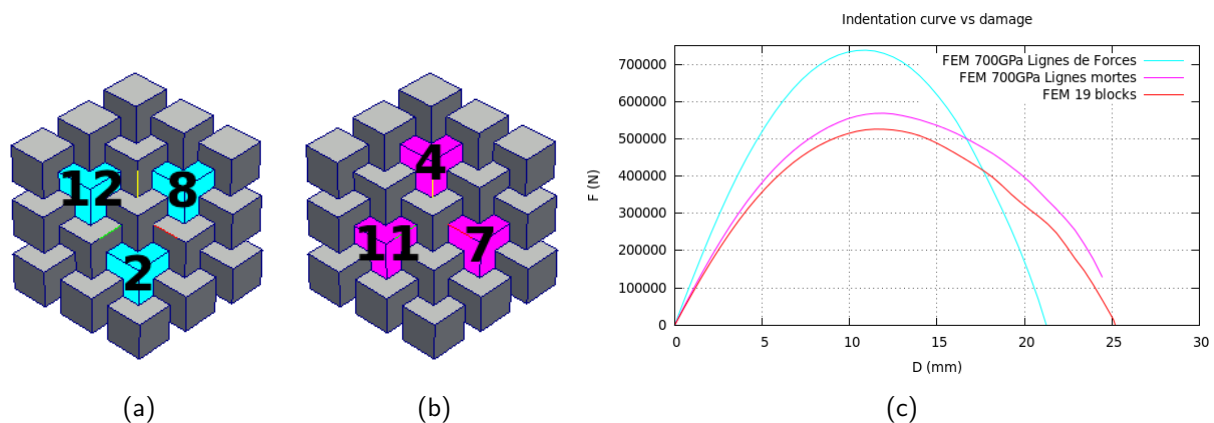 12
8
2
(a)
4
11
7
(b)
Indentation curve vs damage
FEM 700GPa Lignes de Forces
FEM 700GPa Lignes mortes
FEM 19 blocks
F (N)
700000
600000
500000
400000
300000
200000
100000
0
0 5 10 15 20 25 30
D (mm)
(c)